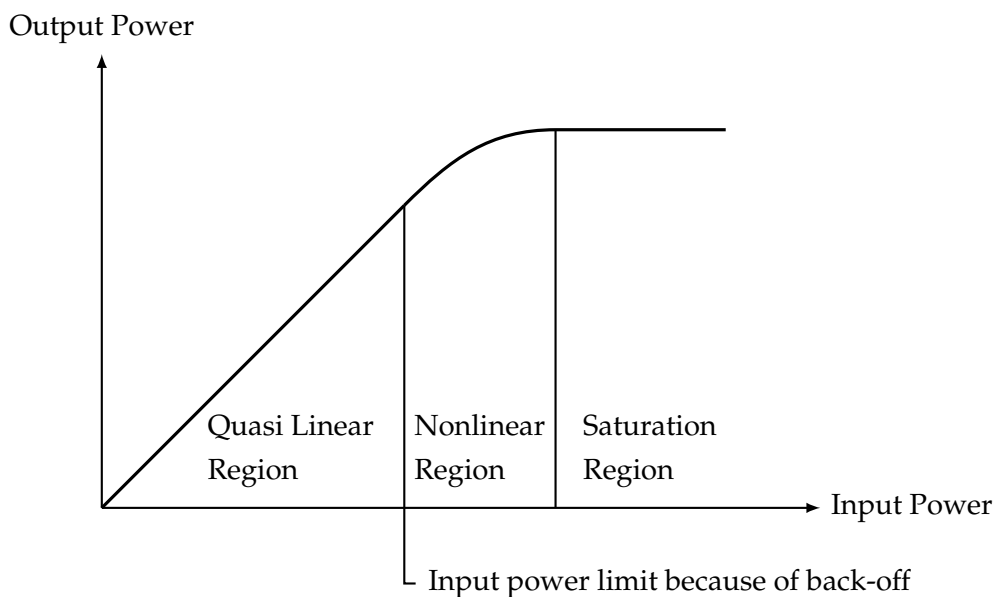 Output Power
Quasi Linear
Region
Nonlinear
Region
Saturation
Region
Input Power
Input power limit because of back-off